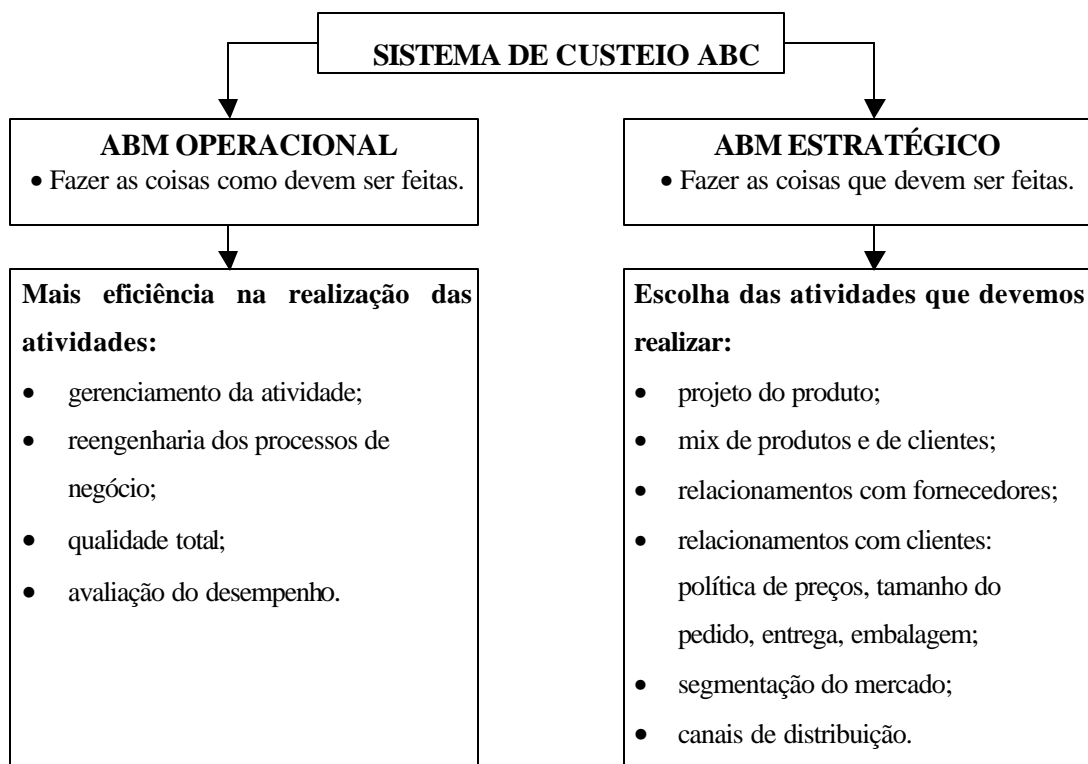 SISTEMA DE CUSTEIO ABC
ABM OPERACIONAL
• Fazer as coisas como devem ser feitas.
ABM ESTRATÉGICO
• Fazer as coisas que devem ser feitas.
Mais eficiência na realização das
atividades:
• gerenciamento da atividade;
• reengenharia dos processos de
negócio;
• qualidade total;
• avaliação do desempenho.
Escolha das atividades que devemos
realizar:
• projeto do produto;
• mix de produtos e de clientes;
• relacionamentos com fornecedores;
• relacionamentos com clientes:
política de preços, tamanho do
pedido, entrega, embalagem;
• segmentação do mercado;
• canais de distribuição.